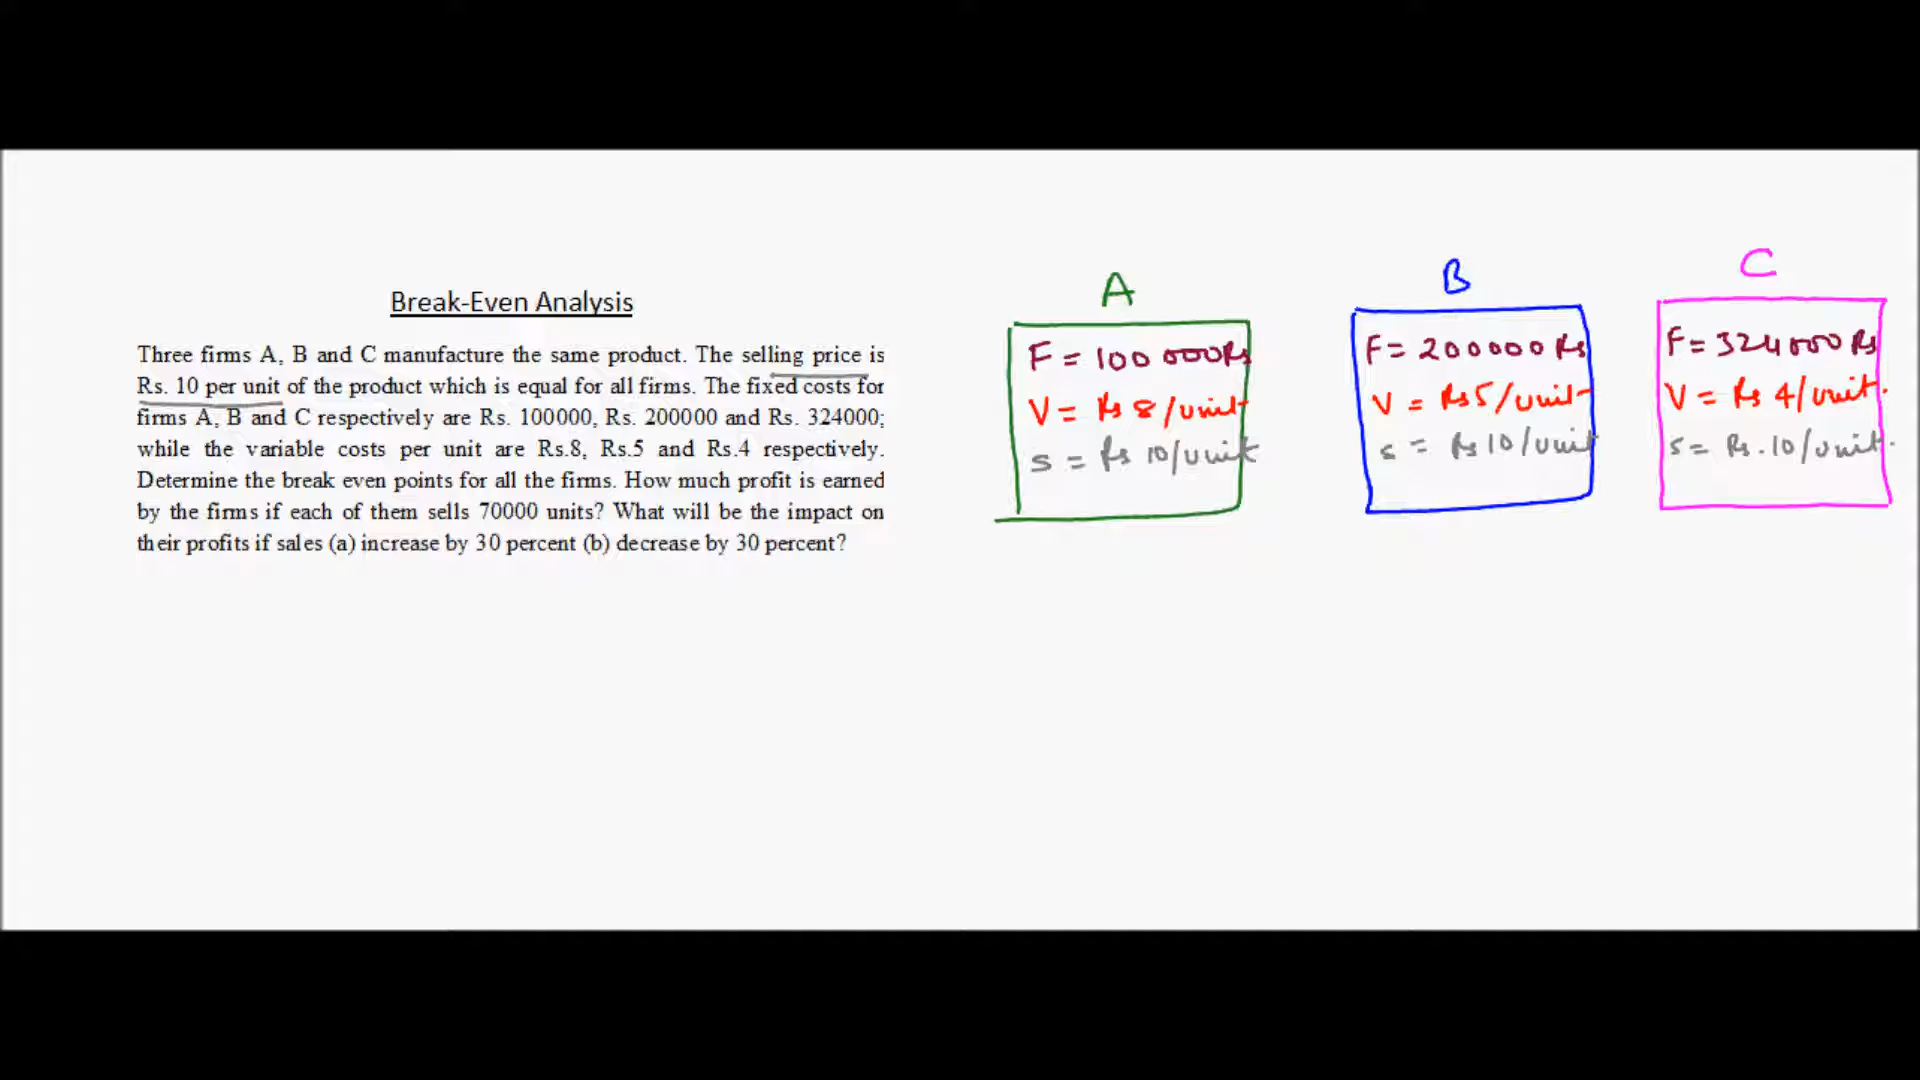 Break-Even Analysis
Three firms A, B and C manufacture the same product. The selling price is
Rs. 10 per unit of the product which is equal for all firms. The fixed costs for
firms A, B and C respectively are Rs. 100000, Rs. 200000 and Rs. 324000;
while the variable costs per unit are Rs.8, Rs.5 and Rs.4 respectively.
Determine the break even points for all the firms. How much profit is earned
by the firms if each of them sells 70000 units? What will be the impact on
their profits if sales (a) increase by 30 percent (b) decrease by 30 percent?
A
F = 100 000Rs
V = Rs 8/unit
s = Rs 10/unit
B
F= 200000 Rs
V = Rs5/unit
s = Rs10/unit
C
F= 324000 Rs
V = Rs 4/unit.
s= Rs.10/unit.